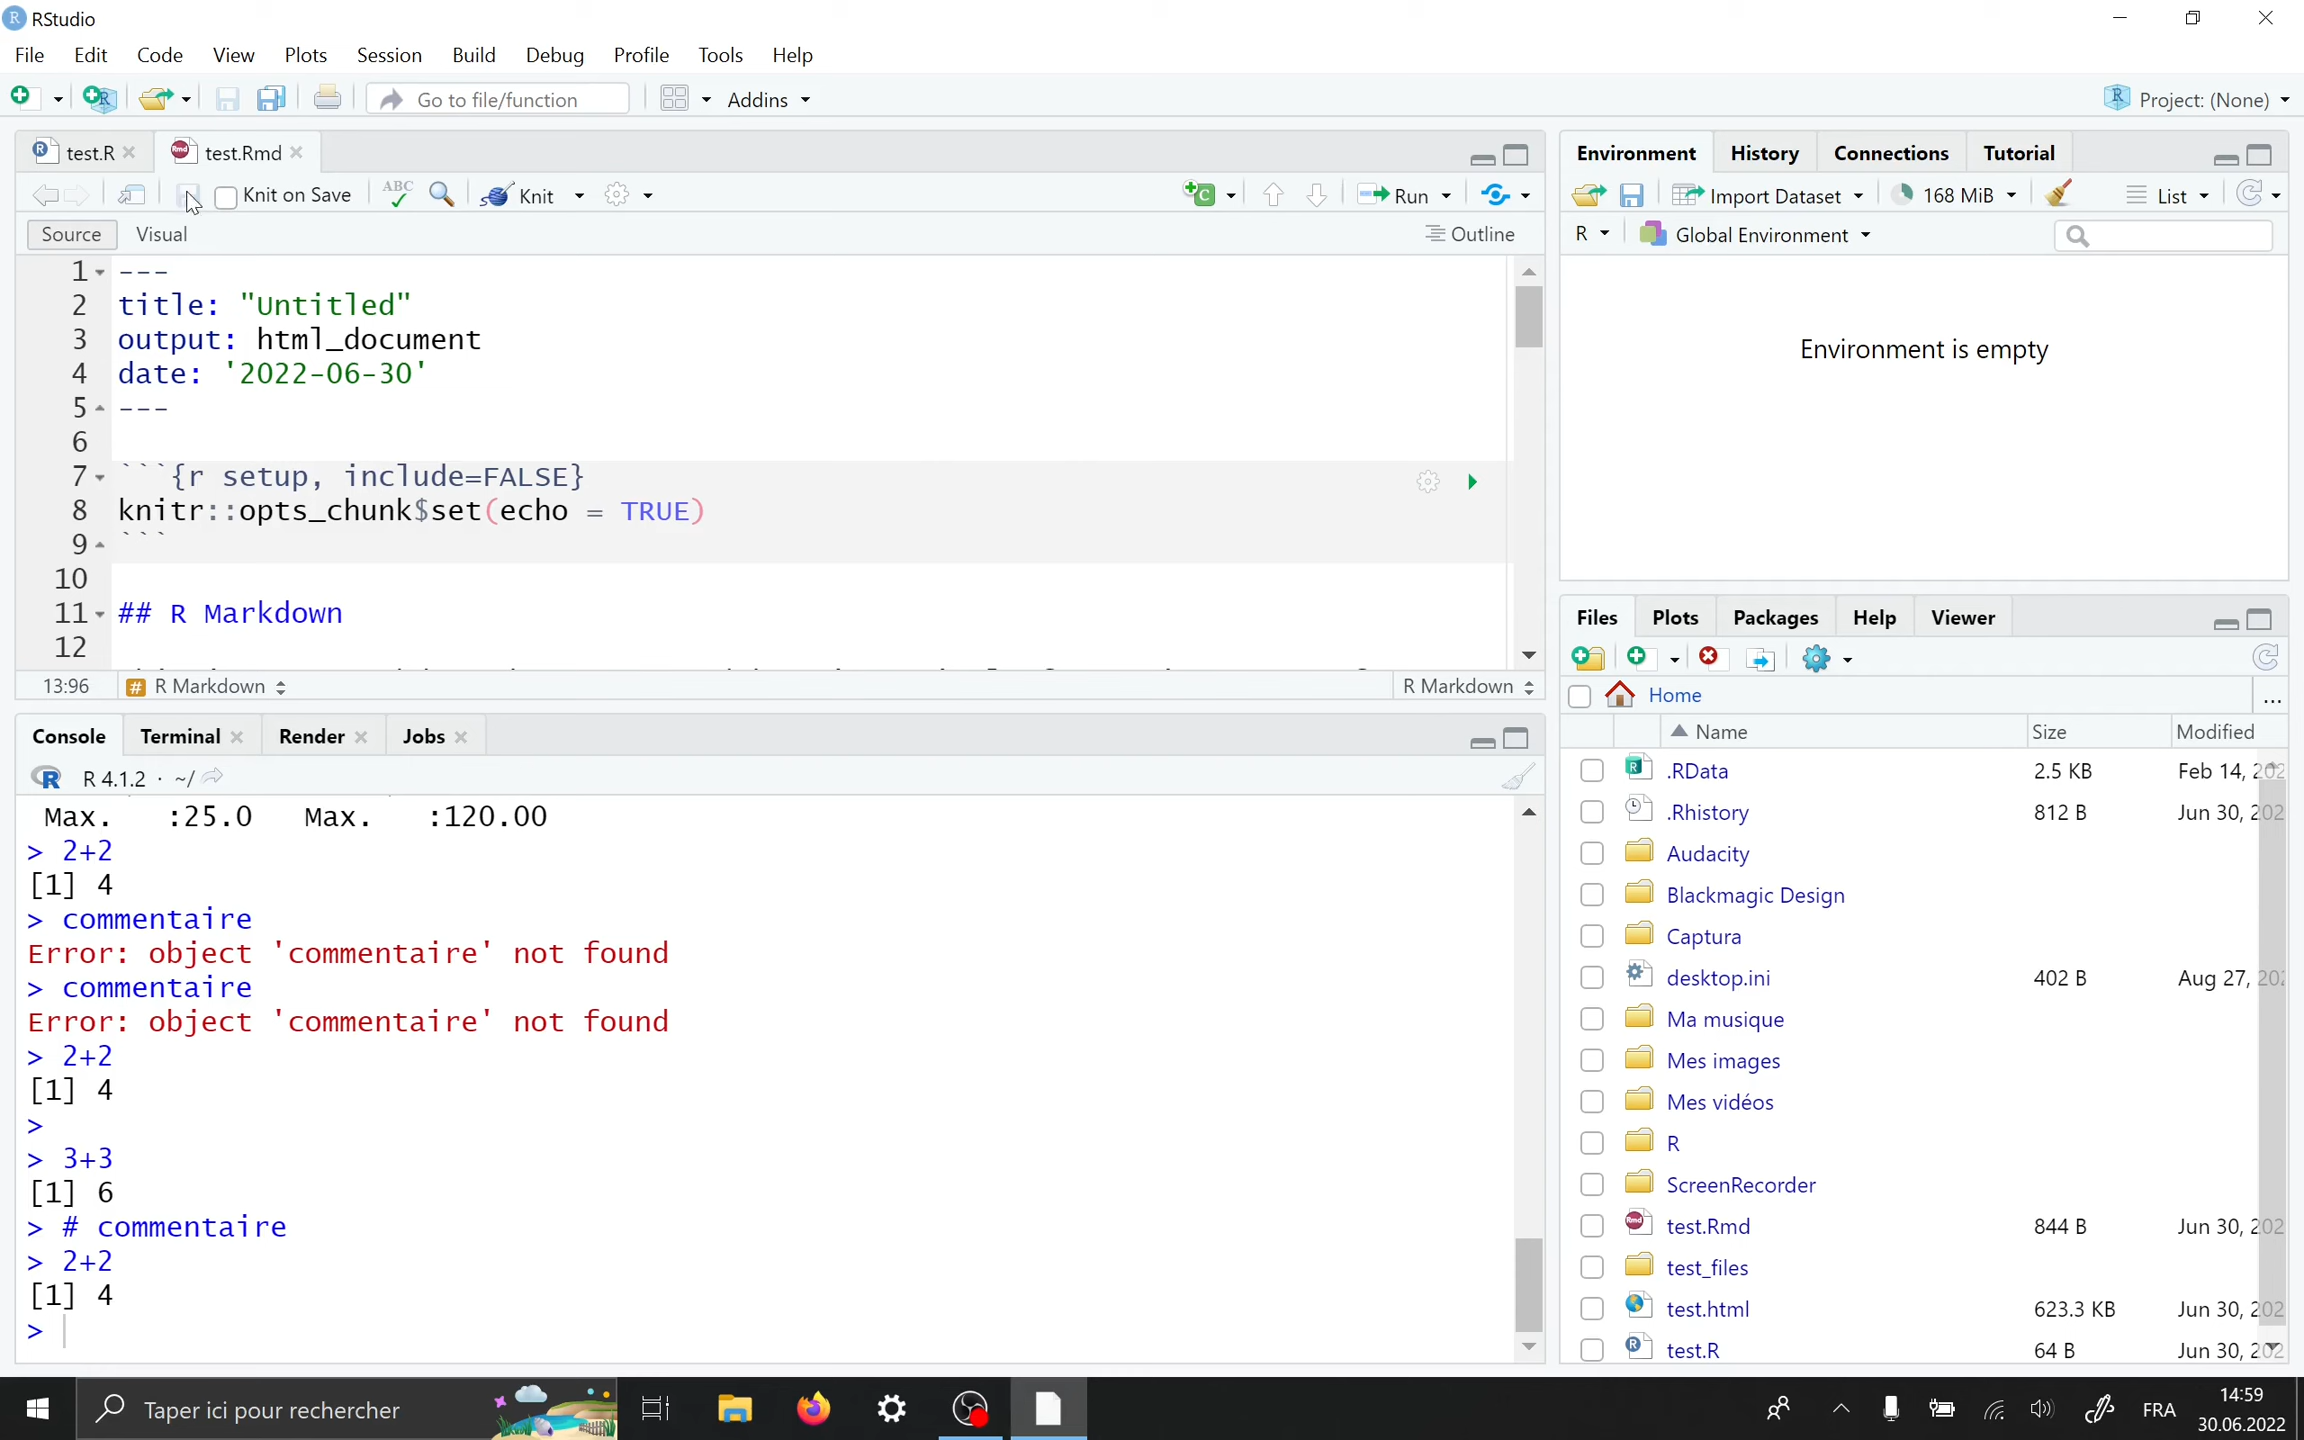 RStudio
File Edit Code View Plots Session Build Debug Profile Tools Help
Go to file/function Addins Project: (None)
test.R test.Rmd
Knit on Save ABC Knit Run
Source Visual Outline
1 ---
2 title: "Untitled"
3 output: html_document
4 date: '2022-06-30'
5 ---
6
7 ```{r setup, include=FALSE}
8 knitr::opts_chunk$set(echo = TRUE)
9 ```
10
11 ## R Markdown
12
13:96 # R Markdown R Markdown
Console Terminal Render Jobs
R 4.1.2 · ~/
Max. :25.0 Max. :120.00
> 2+2
[1] 4
> commentaire
Error: object 'commentaire' not found
> commentaire
Error: object 'commentaire' not found
> 2+2
[1] 4
>
> 3+3
[1] 6
> # commentaire
> 2+2
[1] 4
>
Environment History Connections Tutorial
Import Dataset 168 MiB List
R Global Environment
Environment is empty
Files Plots Packages Help Viewer
Home ...
Name Size Modified
.RData 2.5 KB Feb 14, 202
.Rhistory 812 B Jun 30, 202
Audacity
Blackmagic Design
Captura
desktop.ini 402 B Aug 27, 202
Ma musique
Mes images
Mes vidéos
R
ScreenRecorder
test.Rmd 844 B Jun 30, 202
test_files
test.html 623.3 KB Jun 30, 202
test.R 64 B Jun 30, 202
Taper ici pour rechercher FRA 14:59
30.06.2022